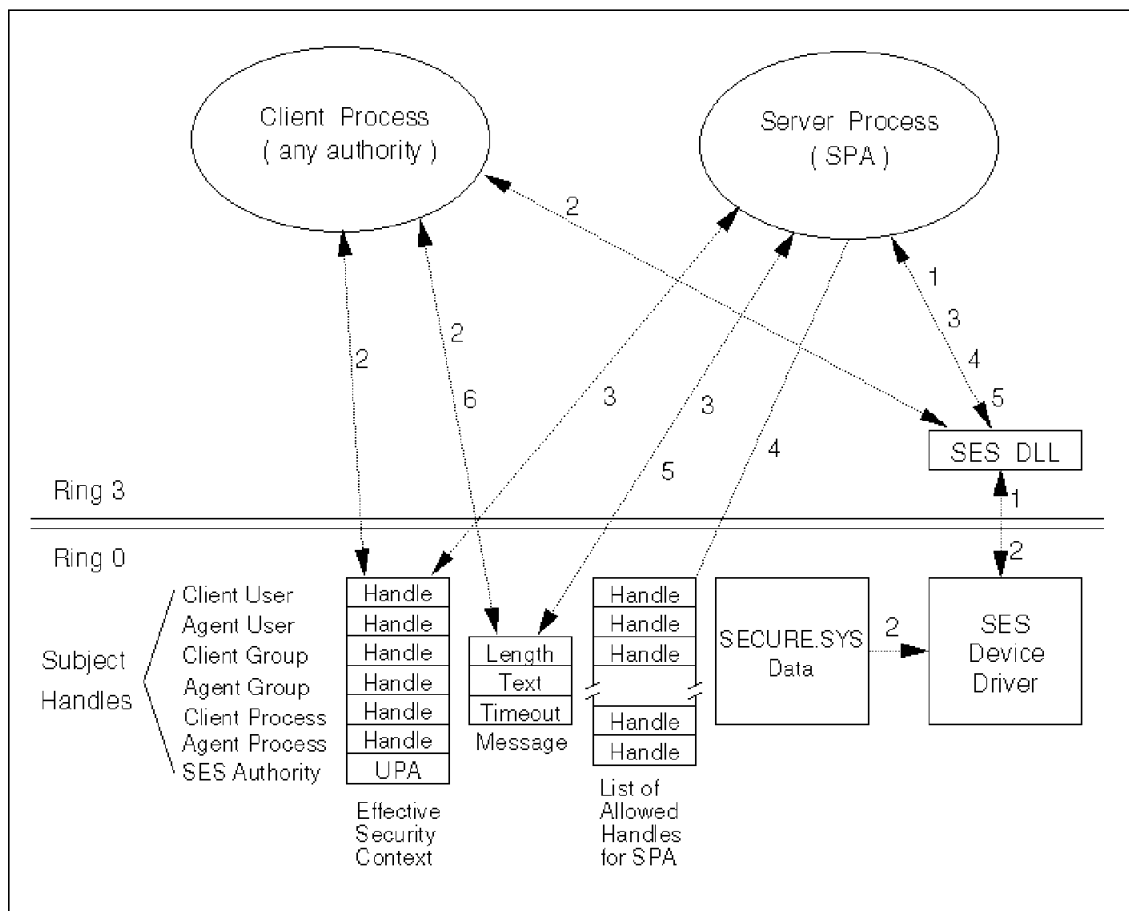 Client Process
( any authority )
Server Process
( SPA )
2
1
2
2
3
3
3
4
6
5
4
5
SES DLL
Ring 3
1
Ring 0
2
Subject
Handles
Client User
Agent User
Client Group
Agent Group
Client Process
Agent Process
SES Authority
Handle
Handle
Handle
Handle
Handle
Handle
UPA
Effective
Security
Context
Length
Text
Timeout
Message
Handle
Handle
Handle
Handle
Handle
List of
Allowed
Handles
for SPA
SECURE.SYS
Data
2
SES
Device
Driver